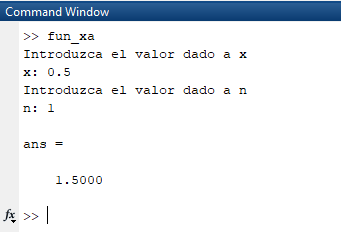 Command Window
>> fun_xa
Introduzca el valor dado a x
x: 0.5
Introduzca el valor dado a n
n: 1
ans =
1.5000
fx >>